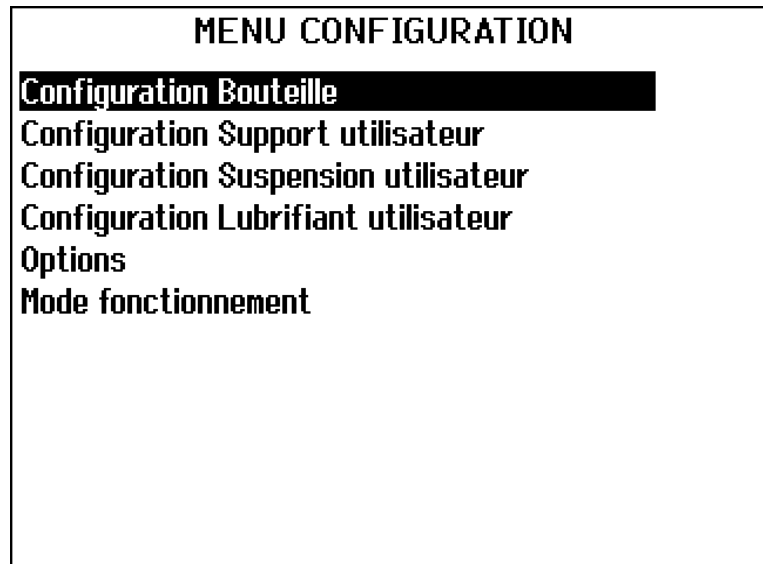 MENU CONFIGURATION
Configuration Bouteille
Configuration Support utilisateur
Configuration Suspension utilisateur
Configuration Lubrifiant utilisateur
Options
Mode fonctionnement